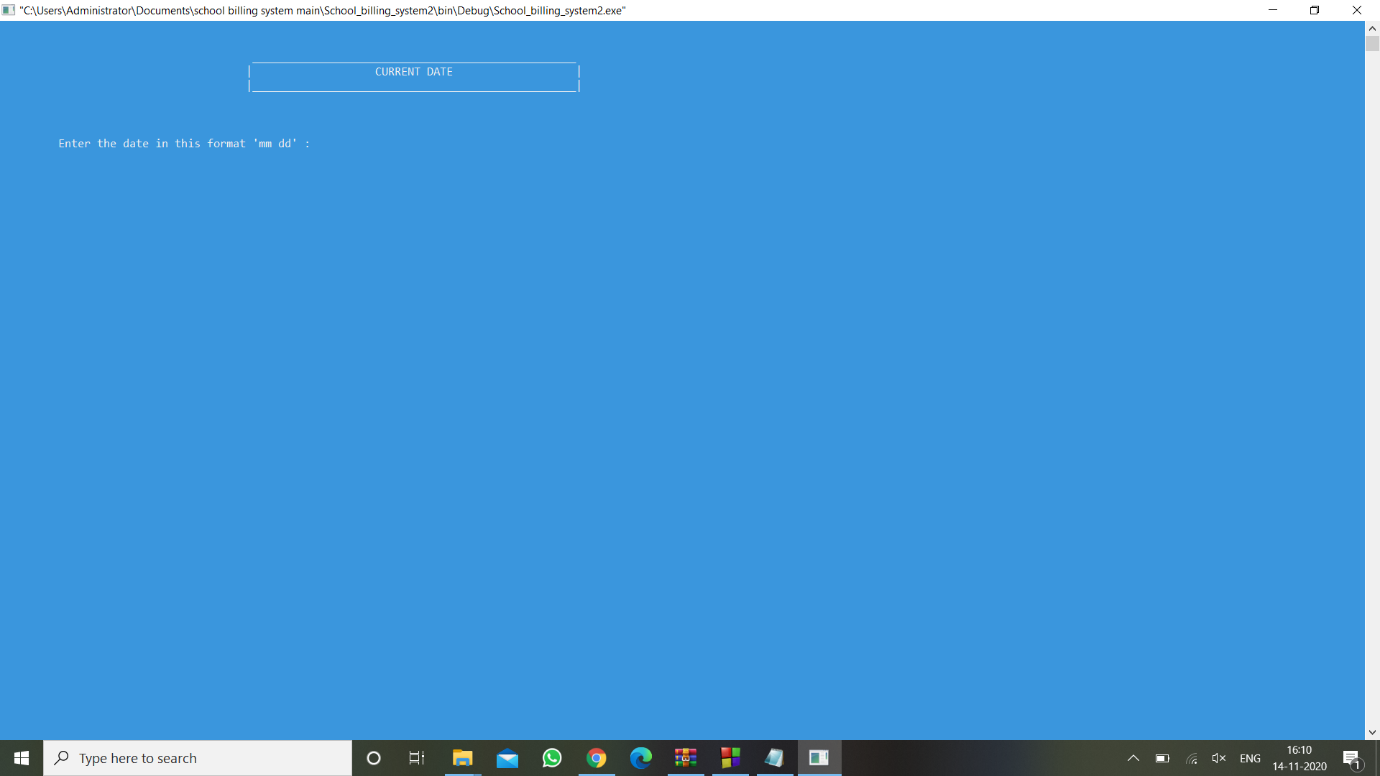 "C:\Users\Administrator\Documents\school billing system main\School_billing_system2\bin\Debug\School_billing_system2.exe"
CURRENT DATE
Enter the date in this format 'mm dd' :
Type here to search
ENG
16:10
14-11-2020
1